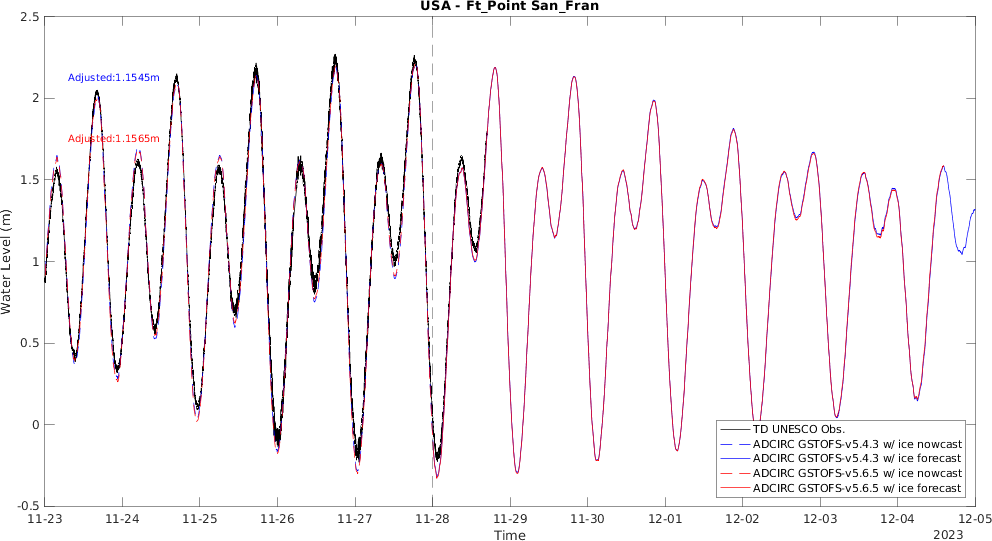 USA - Ft_Point San_Fran
Water Level (m)
2.5
2
1.5
1
0.5
0
-0.5
Adjusted:1.1545m
Adjusted:1.1565m
TD UNESCO Obs.
ADCIRC GSTOFS-v5.4.3 w/ ice nowcast
ADCIRC GSTOFS-v5.4.3 w/ ice forecast
ADCIRC GSTOFS-v5.6.5 w/ ice nowcast
ADCIRC GSTOFS-v5.6.5 w/ ice forecast
11-23 11-24 11-25 11-26 11-27 11-28 11-29 11-30 12-01 12-02 12-03 12-04 12-05
Time
2023